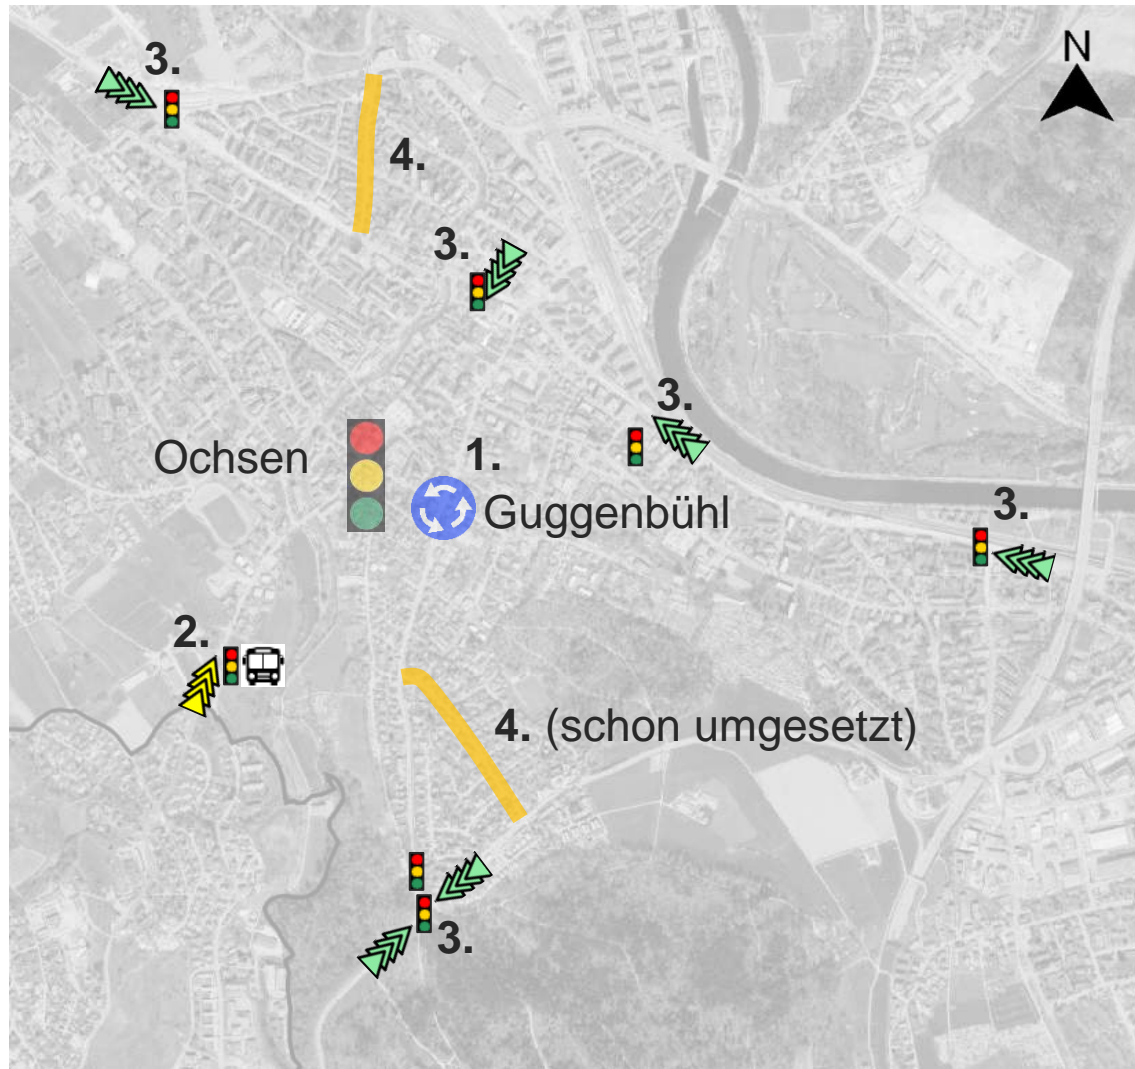 N
3.
4.
3.
3.
Ochsen
1.
Guggenbühl
3.
2.
4. (schon umgesetzt)
3.